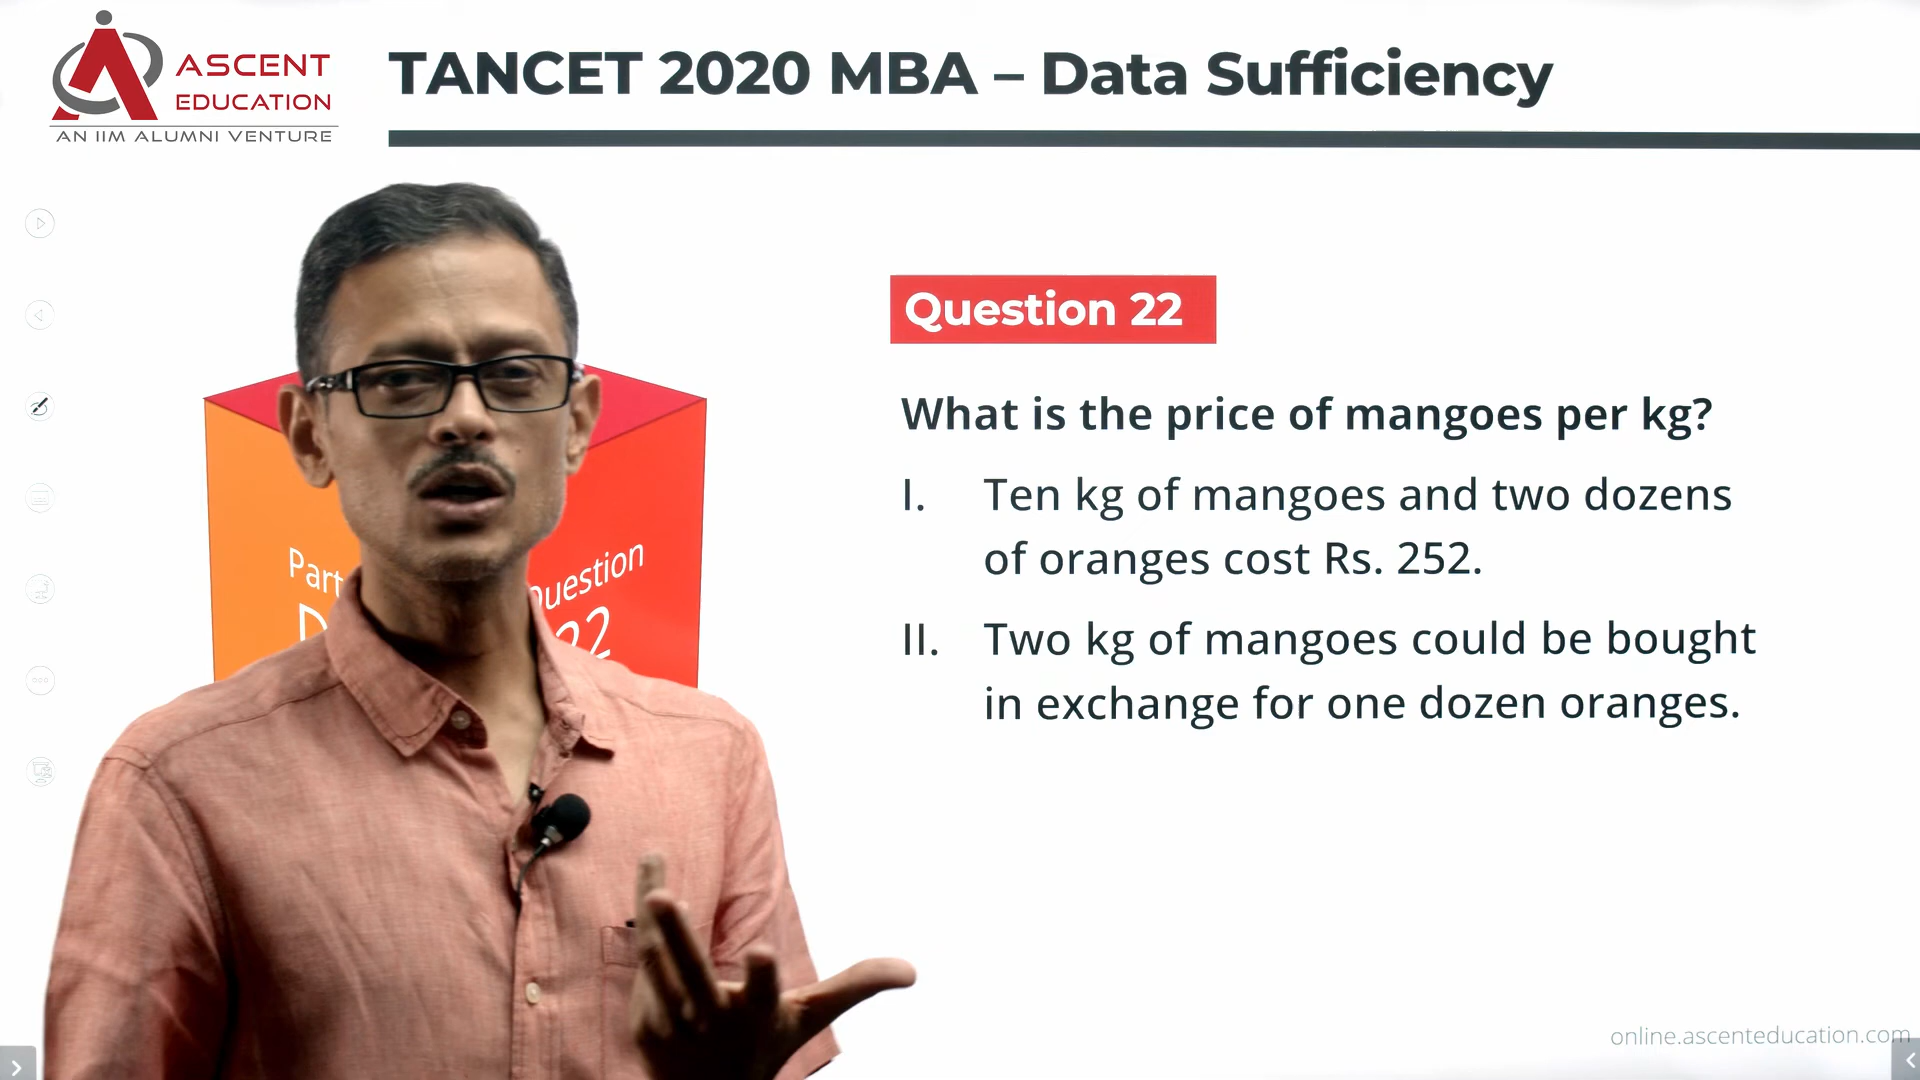 ASCENT
EDUCATION
AN IIM ALUMNI VENTURE
TANCET 2020 MBA – Data Sufficiency
Question 22
What is the price of mangoes per kg?
I. Ten kg of mangoes and two dozens
of oranges cost Rs. 252.
II. Two kg of mangoes could be bought
in exchange for one dozen oranges.
Part
Question
22
online.ascenteducation.com